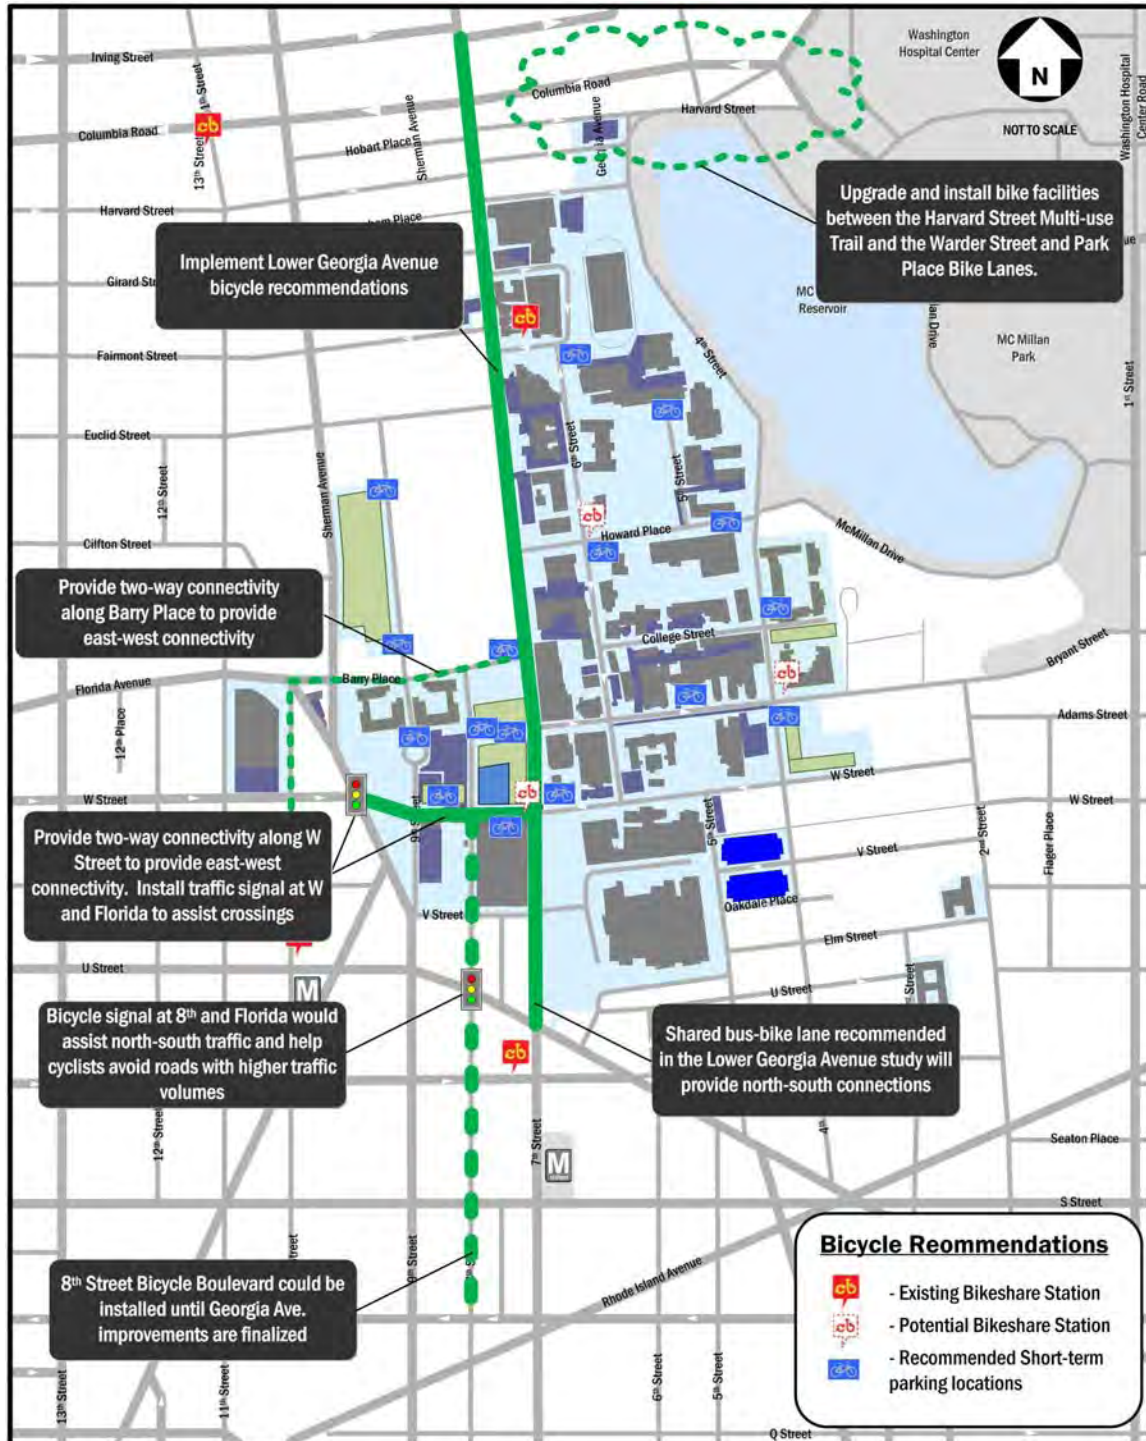 Washington
Hospital Center
Irving Street
13th Street
Columbia Road
Columbia Road
Harvard Street
Sherman Avenue
Hobart Place
Georgia Avenue
N
NOT TO SCALE
Washington Hospital
Center Road
Harvard Street
Place
Upgrade and install bike facilities
between the Harvard Street Multi-use
Trail and the Warder Street and Park
Place Bike Lanes.
Implement Lower Georgia Avenue
bicycle recommendations
Girard
MC
Reservoir
Drive
MC Millan
Park
1st Street
Fairmont Street
4th Street
Euclid Street
12th Street
Sherman Avenue
6th Street
5th Street
Howard Place
McMillan Drive
Ciifton Street
Provide two-way connectivity
along Barry Place to provide
east-west connectivity
College Street
Bryant Street
Florida Avenue
Barry Place
12th Place
Adams Street
W Street
W Street
W Street
Provide two-way connectivity along W
Street to provide east-west
connectivity. Install traffic signal at W
and Florida to assist crossings
9th Street
5th Street
V Street
2nd Street
Flager Place
Oakdale Place
V Street
Elm Street
U Street
M
U Street
Street
Bicycle signal at 8th and Florida would
assist north-south traffic and help
cyclists avoid roads with higher traffic
volumes
Shared bus-bike lane recommended
in the Lower Georgia Avenue study will
provide north-south connections
12th Street
7th Street
M
4th
Seaton Place
S Street
8th Street Bicycle Boulevard could be
installed until Georgia Ave.
improvements are finalized
Street
9th Street
Rhode Island Avenue
13th Street
11th Street
6th Street
5th Street
Q Street
Bicycle Reommendations
cb - Existing Bikeshare Station
cb - Potential Bikeshare Station
- Recommended Short-term
parking locations